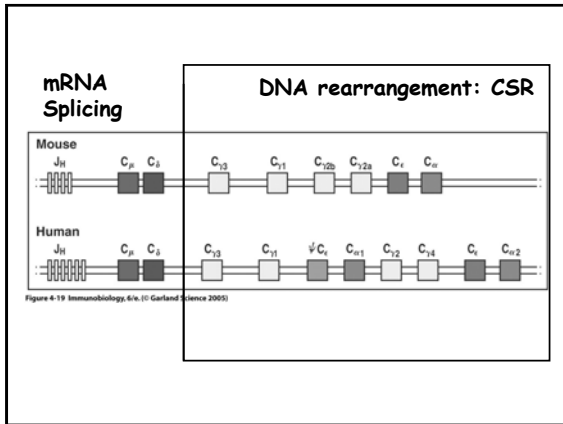 mRNA
Splicing
DNA rearrangement: CSR
Mouse
JH Cμ Cδ Cγ3 Cγ1 Cγ2b Cγ2a Cε Cα
Human
JH Cμ Cδ Cγ3 Cγ1 ψCε Cα1 Cγ2 Cγ4 Cε Cα2
Figure 4-19 Immunobiology, 6/e. (© Garland Science 2005)